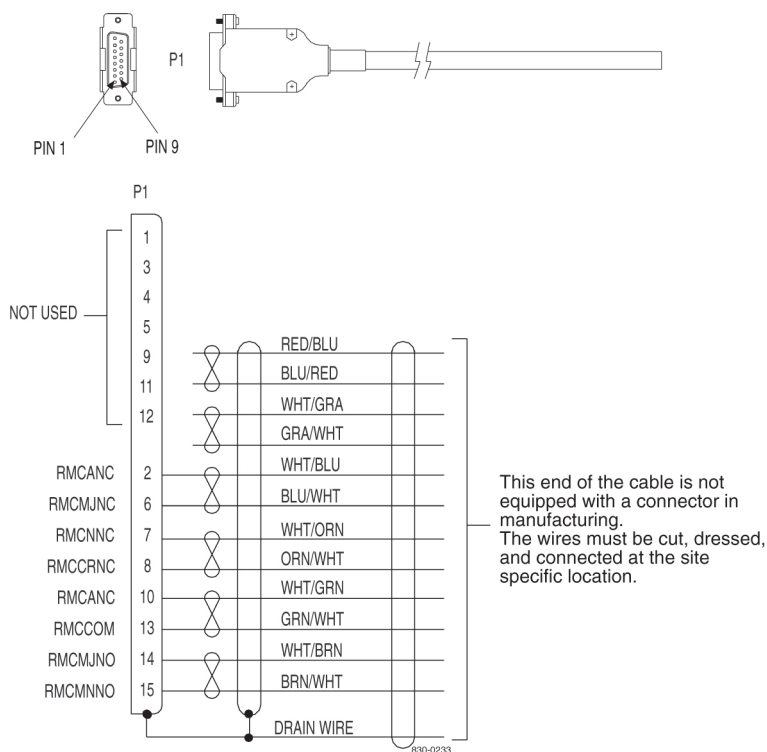 P1
PIN 1
PIN 9
P1
1
3
4
5
9
11
12
NOT USED
RED/BLU
BLU/RED
WHT/GRA
GRA/WHT
RMCANC 2 WHT/BLU
RMCMJNC 6 BLU/WHT
RMCNNC 7 WHT/ORN
RMCCRNC 8 ORN/WHT
RMCANC 10 WHT/GRN
RMCCOM 13 GRN/WHT
RMCMJNO 14 WHT/BRN
RMCMNNO 15 BRN/WHT
DRAIN WIRE
This end of the cable is not
equipped with a connector in
manufacturing.
The wires must be cut, dressed,
and connected at the site
specific location.
830-0233